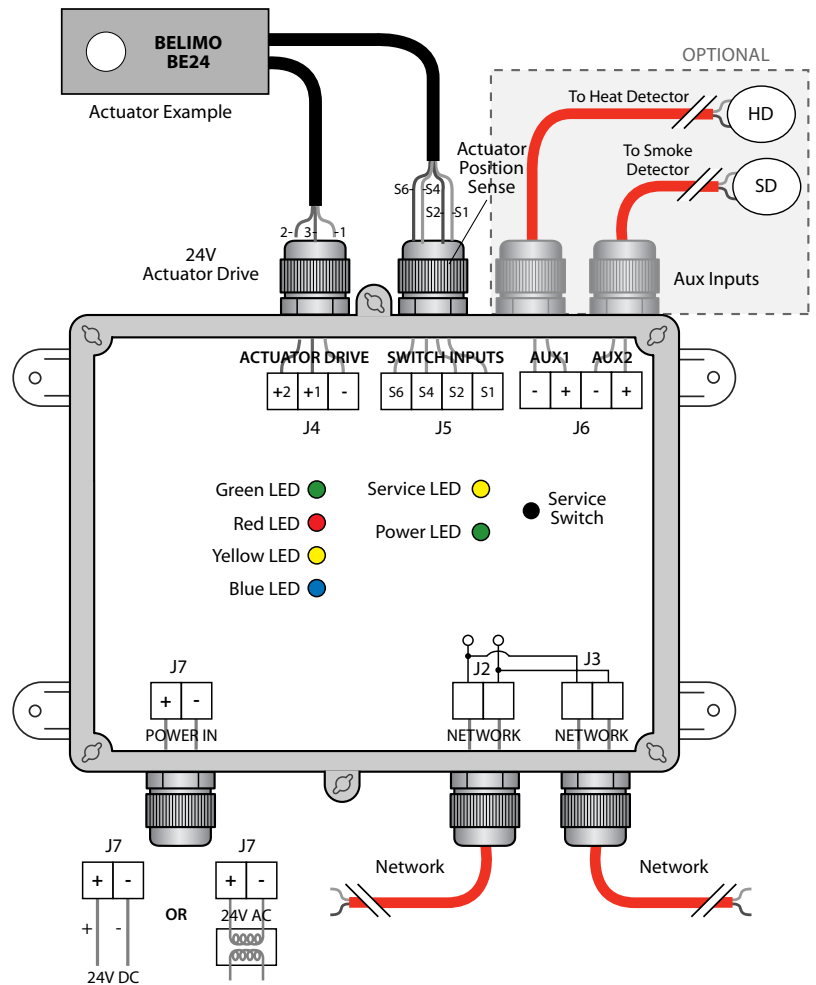 BELIMO
BE24
Actuator Example
OPTIONAL
To Heat Detector
HD
To Smoke
Detector
SD
Actuator
Position
Sense
S6-
-S4
S2-
-S1
2-
3-
-1
24V
Actuator Drive
Aux Inputs
ACTUATOR DRIVE
SWITCH INPUTS
AUX1
AUX2
+2
+1
-
S6
S4
S2
S1
-
+
-
+
J4
J5
J6
Green LED
Red LED
Yellow LED
Blue LED
Service LED
Power LED
Service
Switch
J7
+
-
POWER IN
J2
J3
NETWORK
NETWORK
J7
+
-
+
-
24V DC
OR
J7
+
-
24V AC
Network
Network